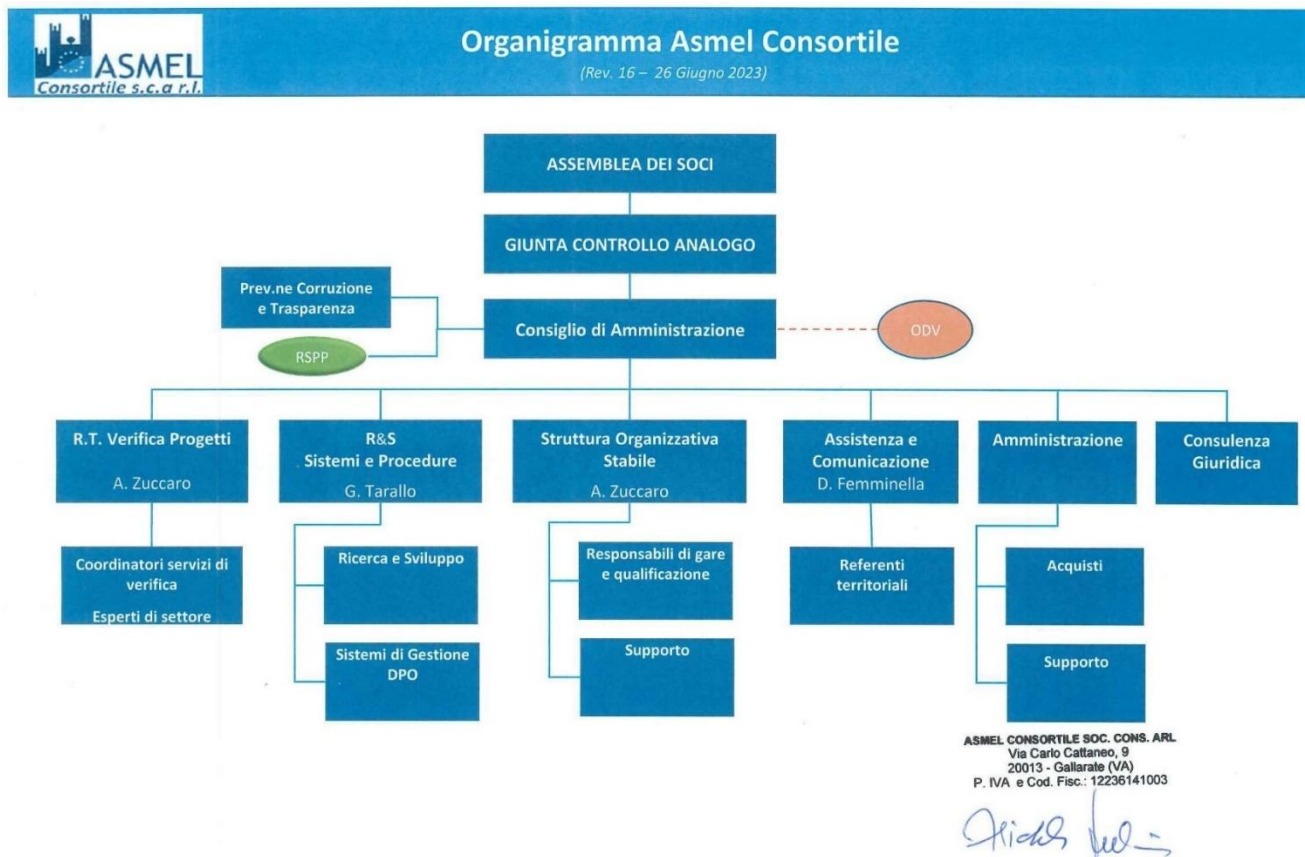 ASMEL
Consortile s.c.a r.l.
Organigramma Asmel Consortile
(Rev. 16 – 26 Giugno 2023)
ASSEMBLEA DEI SOCI
GIUNTA CONTROLLO ANALOGO
Prev.ne Corruzione
e Trasparenza
Consiglio di Amministrazione
ODV
RSPP
R.T. Verifica Progetti
A. Zuccaro
R&S
Sistemi e Procedure
G. Tarallo
Struttura Organizzativa
Stabile
A. Zuccaro
Assistenza e
Comunicazione
D. Femminella
Amministrazione
Consulenza
Giuridica
Coordinatori servizi di
verifica
Esperti di settore
Ricerca e Sviluppo
Responsabili di gare
e qualificazione
Referenti
territoriali
Acquisti
Sistemi di Gestione
DPO
Supporto
Supporto
ASMEL CONSORTILE SOC. CONS. ARL
Via Carlo Cattaneo, 9
20013 - Gallarate (VA)
P. IVA e Cod. Fisc.: 12236141003